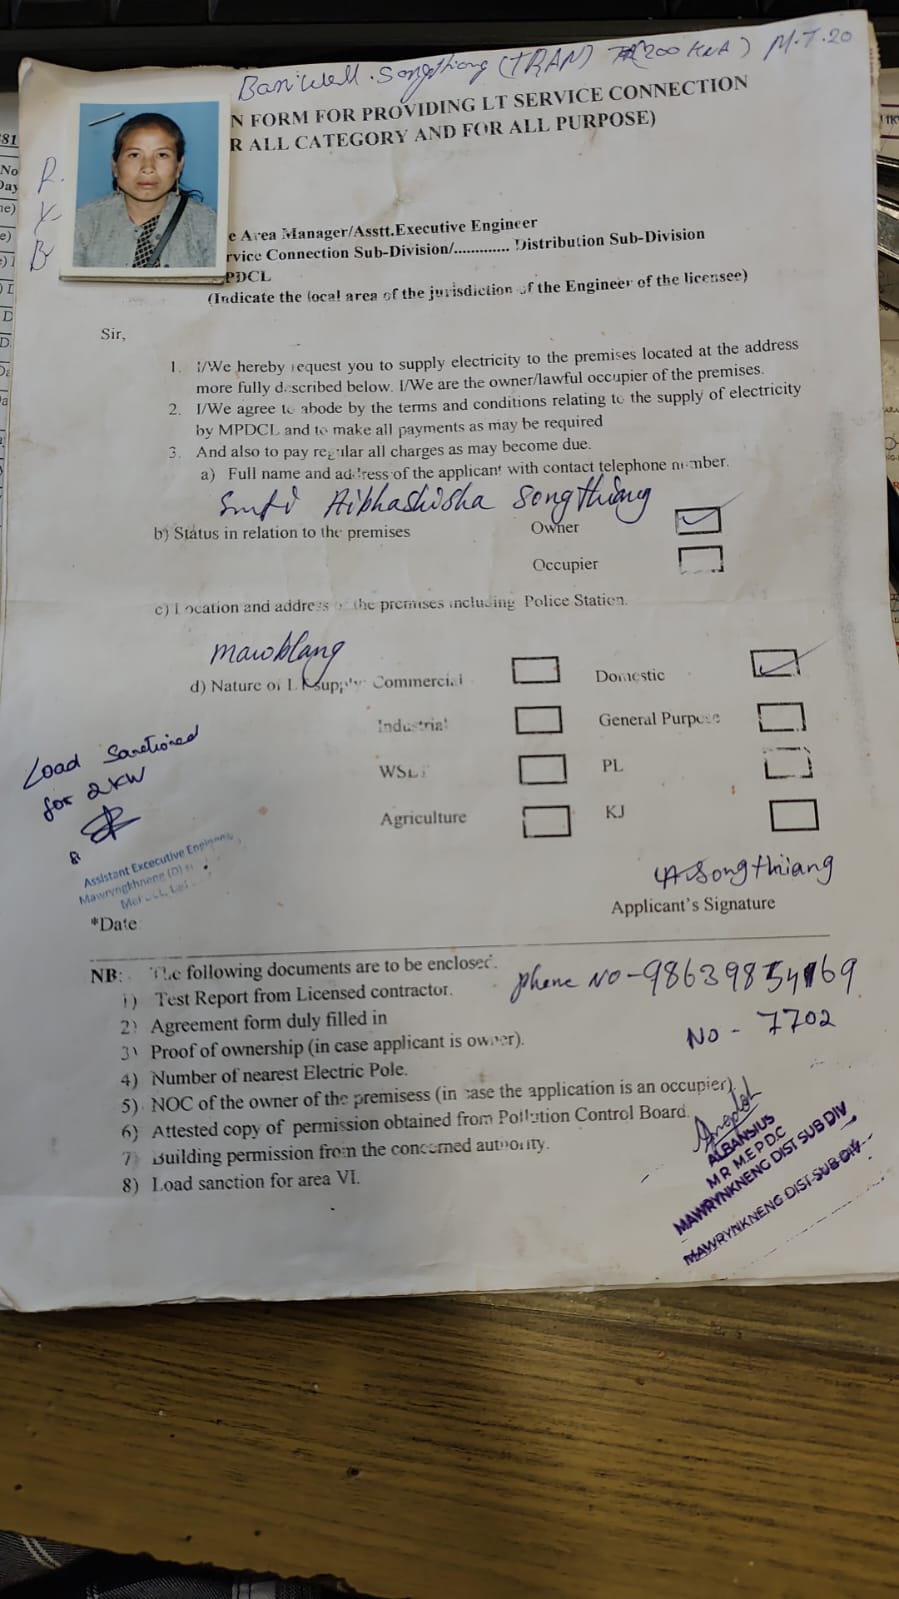 Baniwell. Songthiang (TRAN) 200 KVA) M.T.20
N FORM FOR PROVIDING LT SERVICE CONNECTION
R ALL CATEGORY AND FOR ALL PURPOSE)
R.
Y-
B
e Area Manager/Asstt.Executive Engineer
rvice Connection Sub-Division/............. Distribution Sub-Division
PDCL
(Indicate the local area of the jurisdiction of the Engineer of the licensee)
Sir,
1. I/We hereby request you to supply electricity to the premises located at the address
more fully described below. I/We are the owner/lawful occupier of the premises.
2. I/We agree to abode by the terms and conditions relating to the supply of electricity
by MPDCL and to make all payments as may be required
3. And also to pay regular all charges as may become due.
a) Full name and address of the applicant with contact telephone number.
Smti Aibhashisha Songthiang
b) Status in relation to the premises Owner
Occupier
c) Location and address of the premises including Police Station.
mawblang
d) Nature of LT supply: Commercial Domestic
Industrial General Purpose
WSLT PL
Agriculture KJ
Load Sanctioned
for 2KW
Assistant Excecutive Engineer
Mawryngkhnene (D)
Songthiang
Applicant's Signature
*Date
NB: The following documents are to be enclosed.
1) Test Report from Licensed contractor.
2) Agreement form duly filled in
3) Proof of ownership (in case applicant is owner).
4) Number of nearest Electric Pole.
5) NOC of the owner of the premisess (in case the application is an occupier).
6) Attested copy of permission obtained from Pollution Control Board.
7) Building permission from the concerned authority.
8) Load sanction for area VI.
phone NO-9863985
No - 7702
ALBANSIUS
M R M.E.P.D.C
MAWRYNKNENG DIST SUB DIV
MAWRYNKNENG DIST SUB DIV